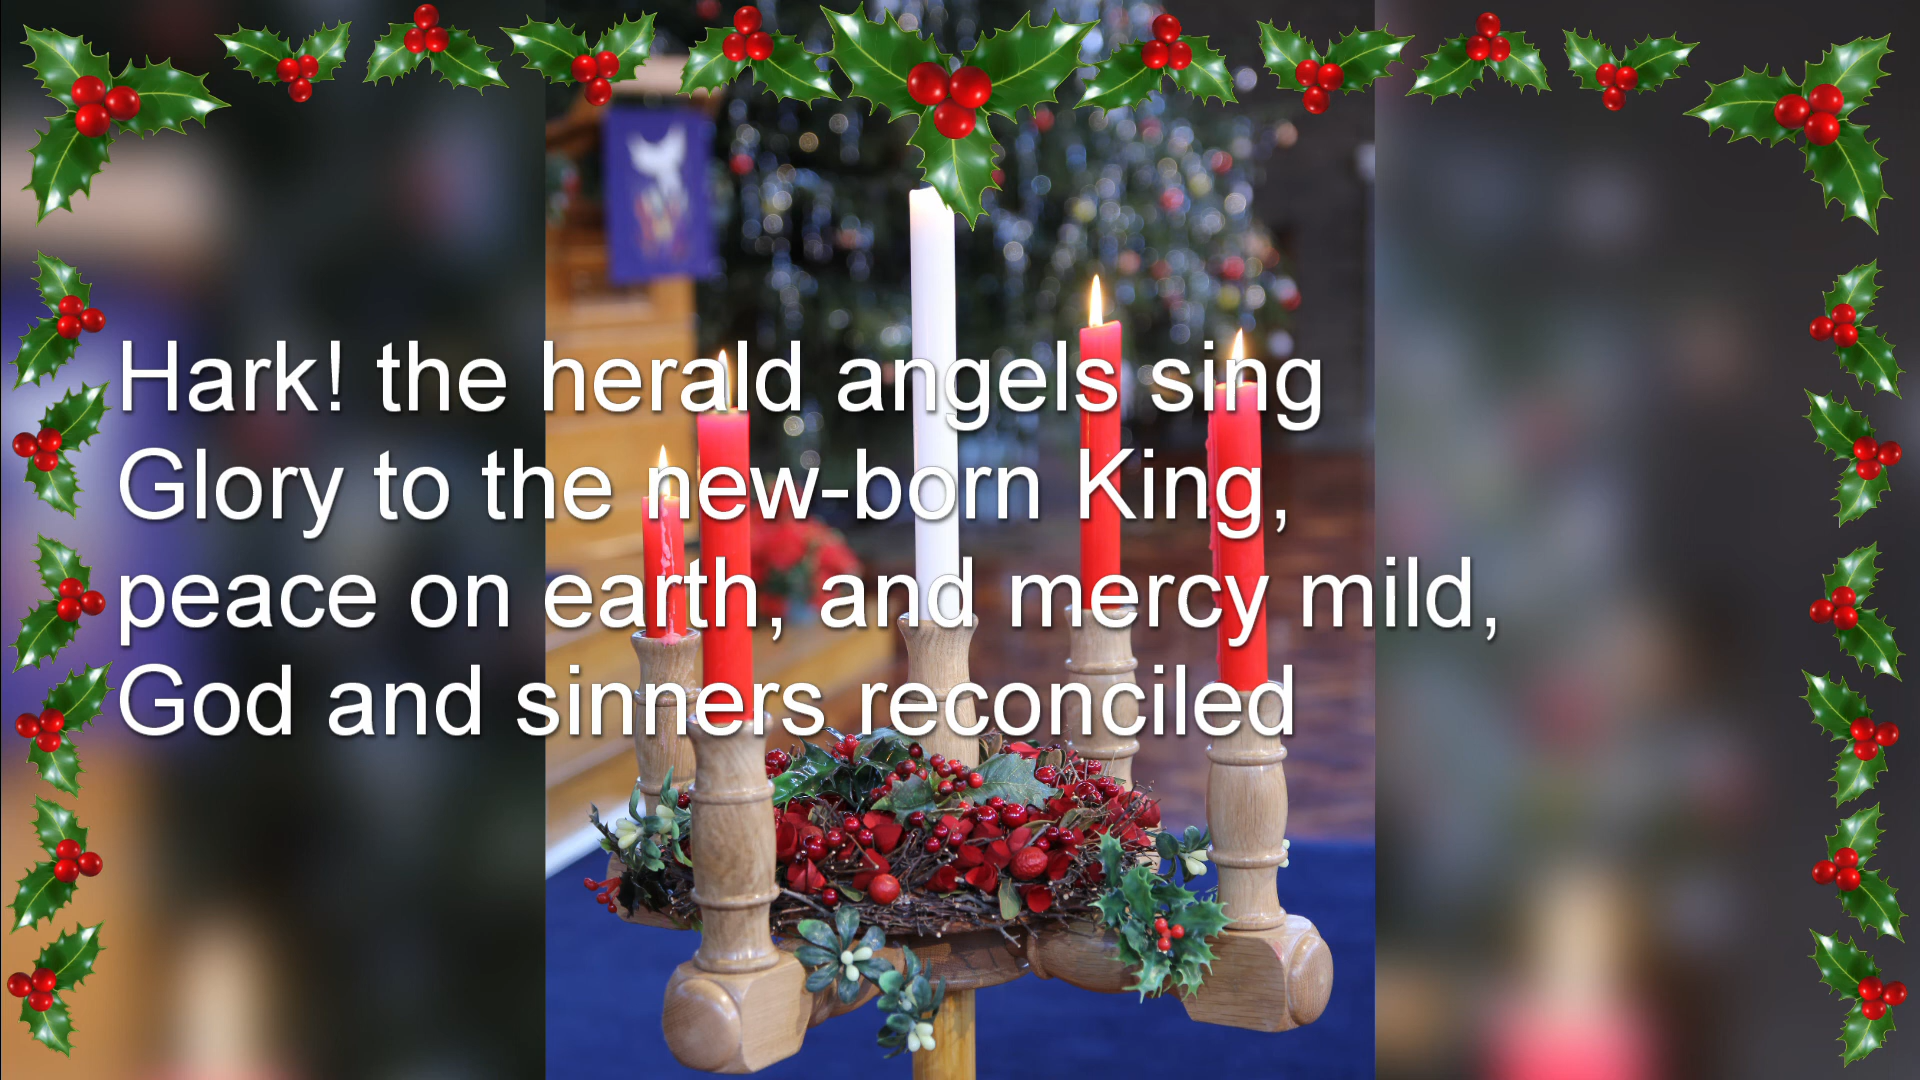 Hark! the herald angels sing
Glory to the new-born King,
peace on earth, and mercy mild,
God and sinners reconciled